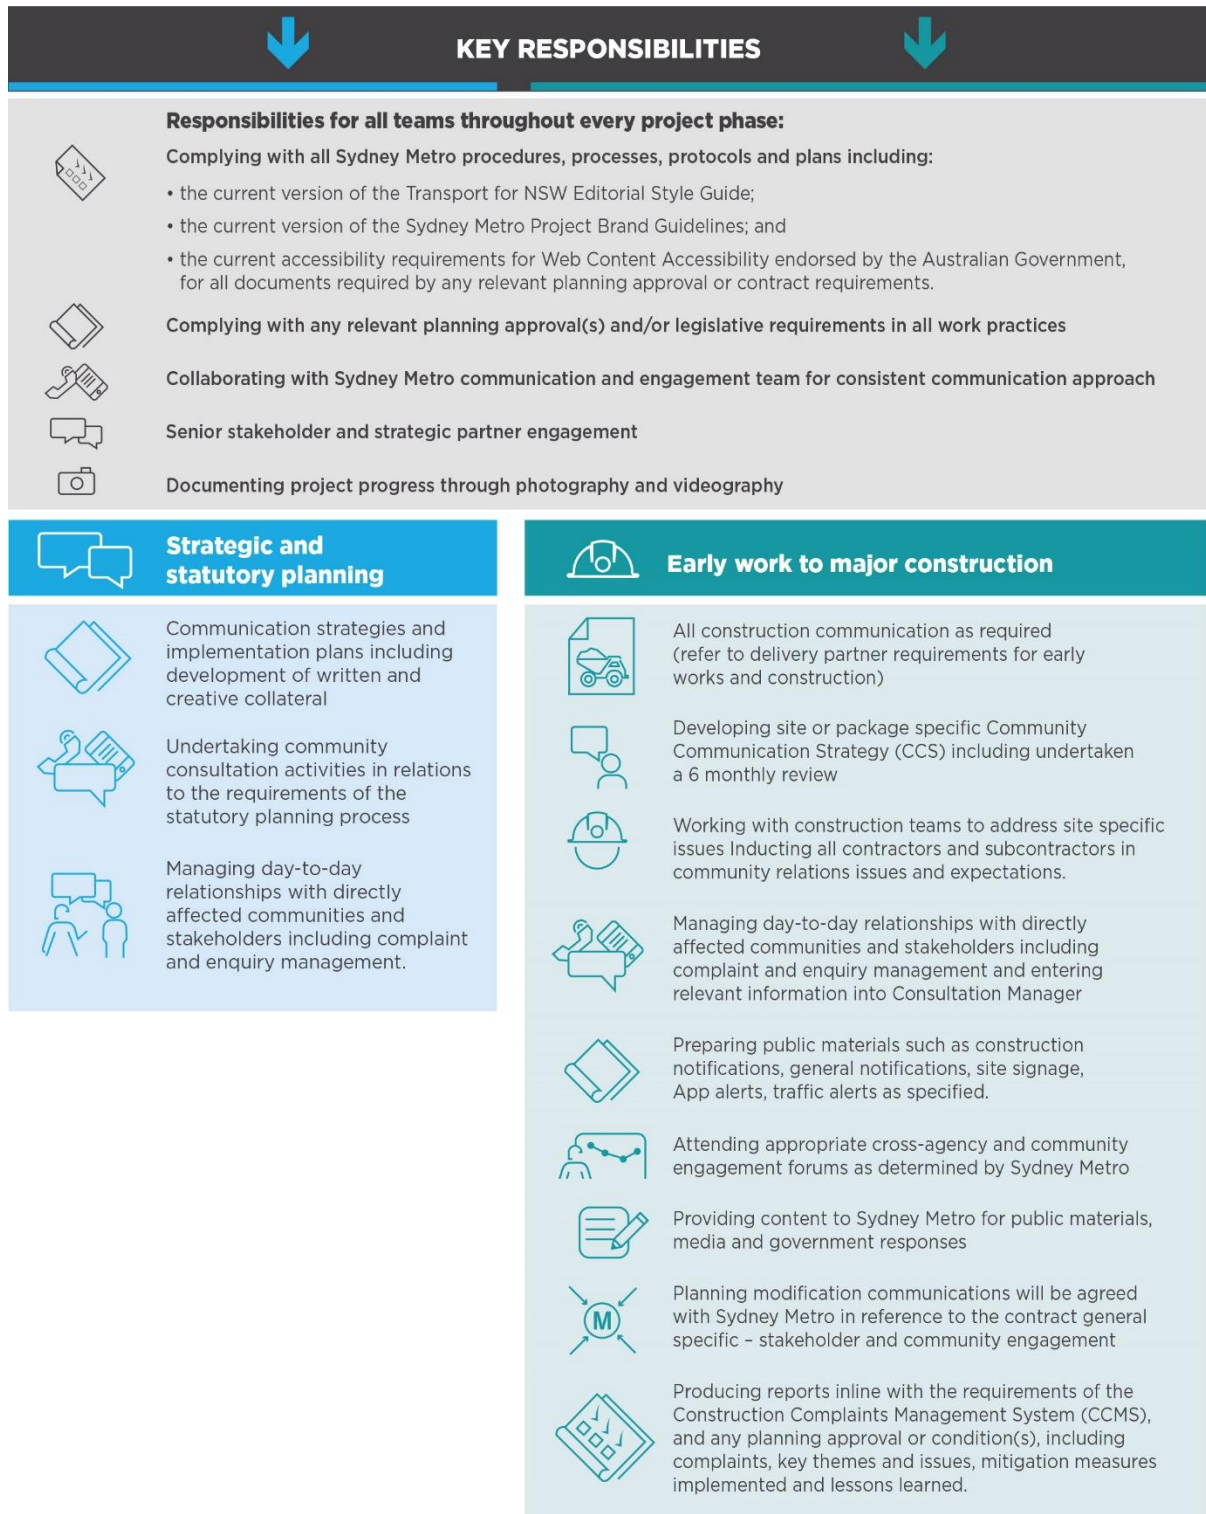 KEY RESPONSIBILITIES
Responsibilities for all teams throughout every project phase:
Complying with all Sydney Metro procedures, processes, protocols and plans including:
• the current version of the Transport for NSW Editorial Style Guide;
• the current version of the Sydney Metro Project Brand Guidelines; and
• the current accessibility requirements for Web Content Accessibility endorsed by the Australian Government,
for all documents required by any relevant planning approval or contract requirements.
Complying with any relevant planning approval(s) and/or legislative requirements in all work practices
Collaborating with Sydney Metro communication and engagement team for consistent communication approach
Senior stakeholder and strategic partner engagement
Documenting project progress through photography and videography
Strategic and
statutory planning
Communication strategies and
implementation plans including
development of written and
creative collateral
Undertaking community
consultation activities in relations
to the requirements of the
statutory planning process
Managing day-to-day
relationships with directly
affected communities and
stakeholders including complaint
and enquiry management.
Early work to major construction
All construction communication as required
(refer to delivery partner requirements for early
works and construction)
Developing site or package specific Community
Communication Strategy (CCS) including undertaken
a 6 monthly review
Working with construction teams to address site specific
issues Inducting all contractors and subcontractors in
community relations issues and expectations.
Managing day-to-day relationships with directly
affected communities and stakeholders including
complaint and enquiry management and entering
relevant information into Consultation Manager
Preparing public materials such as construction
notifications, general notifications, site signage,
App alerts, traffic alerts as specified.
Attending appropriate cross-agency and community
engagement forums as determined by Sydney Metro
Providing content to Sydney Metro for public materials,
media and government responses
M
Planning modification communications will be agreed
with Sydney Metro in reference to the contract general
specific – stakeholder and community engagement
Producing reports inline with the requirements of the
Construction Complaints Management System (CCMS),
and any planning approval or condition(s), including
complaints, key themes and issues, mitigation measures
implemented and lessons learned.